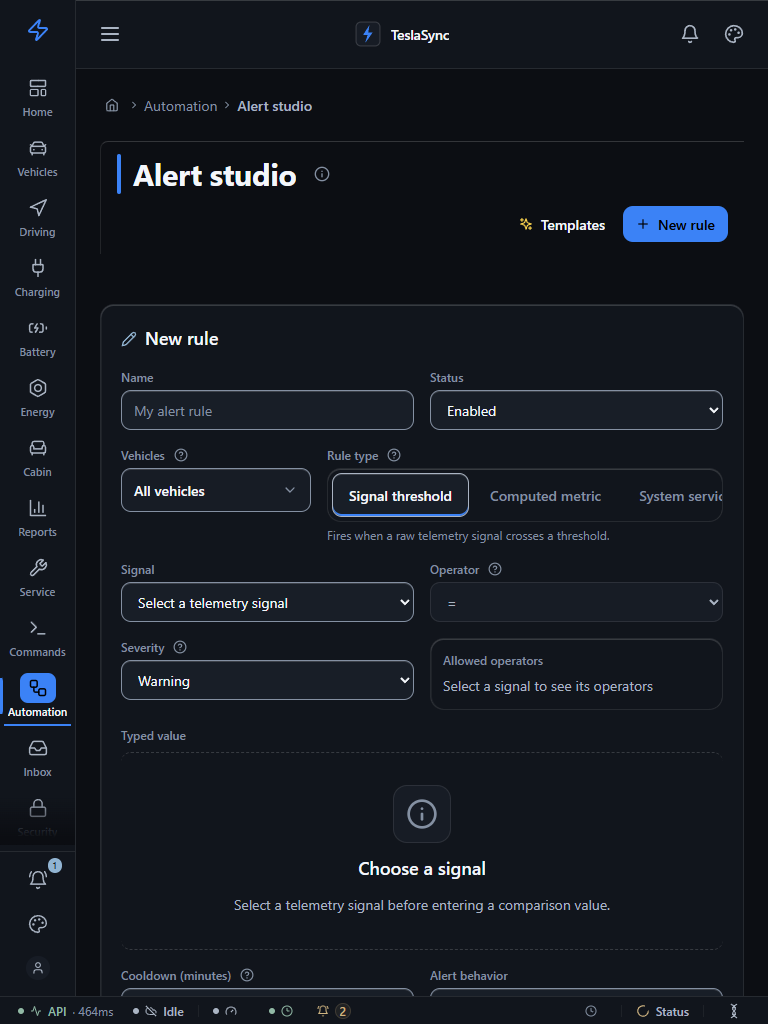 TeslaSync
Home
Vehicles
Driving
Charging
Battery
Energy
Cabin
Reports
Service
Commands
Automation
Inbox
Security
1
Automation > Alert studio
Alert studio
Templates
+ New rule
New rule
Name
Status
My alert rule
Enabled
Vehicles
Rule type
All vehicles
Signal threshold
Computed metric
System servic
Fires when a raw telemetry signal crosses a threshold.
Signal
Operator
Select a telemetry signal
=
Severity
Warning
Allowed operators
Select a signal to see its operators
Typed value
Choose a signal
Select a telemetry signal before entering a comparison value.
Cooldown (minutes)
Alert behavior
API · 464ms
Idle
2
Status